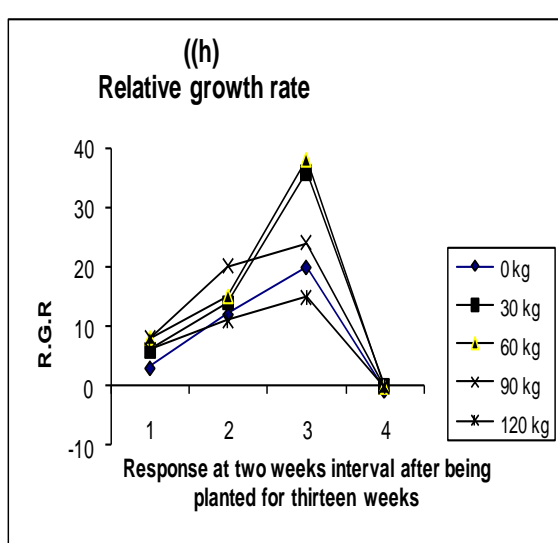 ((h)
Relative growth rate
40
30
20
10
0
-10
R.G.R
1 2 3 4
Response at two weeks interval after being
planted for thirteen weeks
0 kg
30 kg
60 kg
90 kg
120 kg